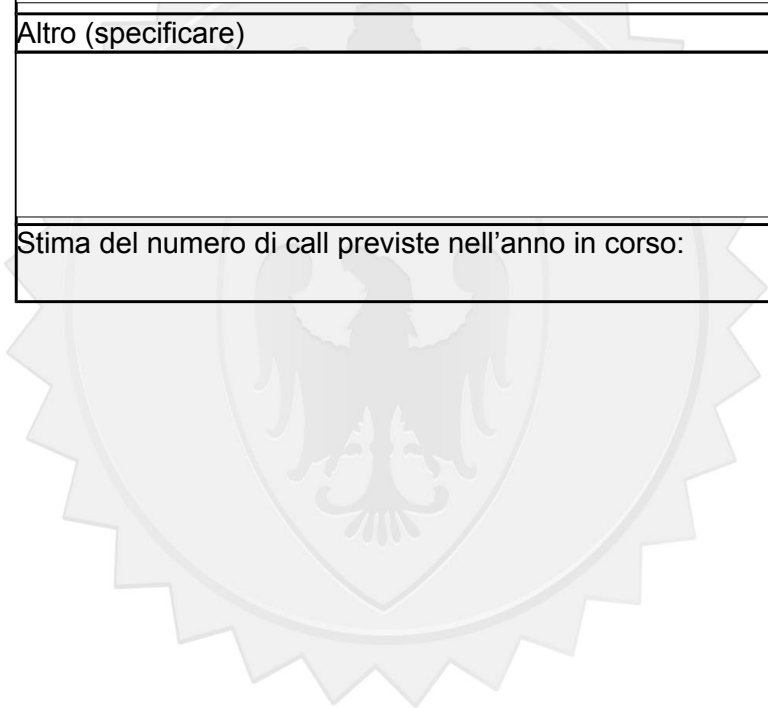 Altro (specificare)
Stima del numero di call previste nell’anno in corso: